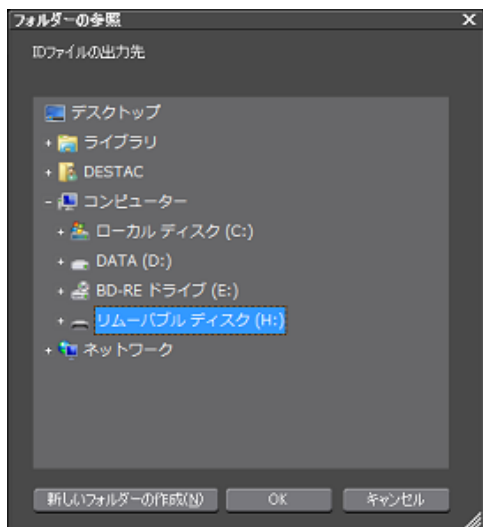 フォルダーの参照
IDファイルの出力先
デスクトップ
ライブラリ
DESTAC
コンピューター
ローカル ディスク (C:)
DATA (D:)
BD-RE ドライブ (E:)
リムーバブル ディスク (H:)
ネットワーク
新しいフォルダーの作成(N)
OK
キャンセル